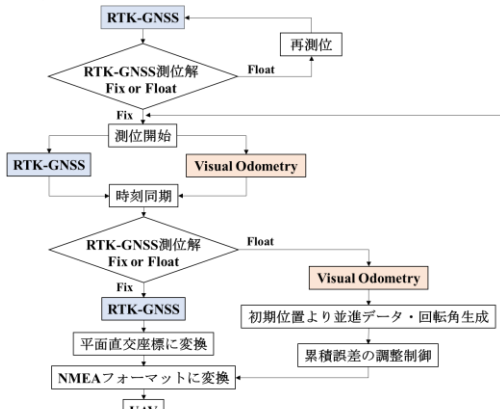 RTK-GNSS
再測位
RTK-GNSS測位解
Fix or Float
Float
Fix
測位開始
RTK-GNSS
Visual Odometry
時刻同期
RTK-GNSS測位解
Fix or Float
Float
Visual Odometry
Fix
RTK-GNSS
初期位置より並進データ・回転角生成
平面直交座標に変換
累積誤差の調整制御
NMEAフォーマットに変換